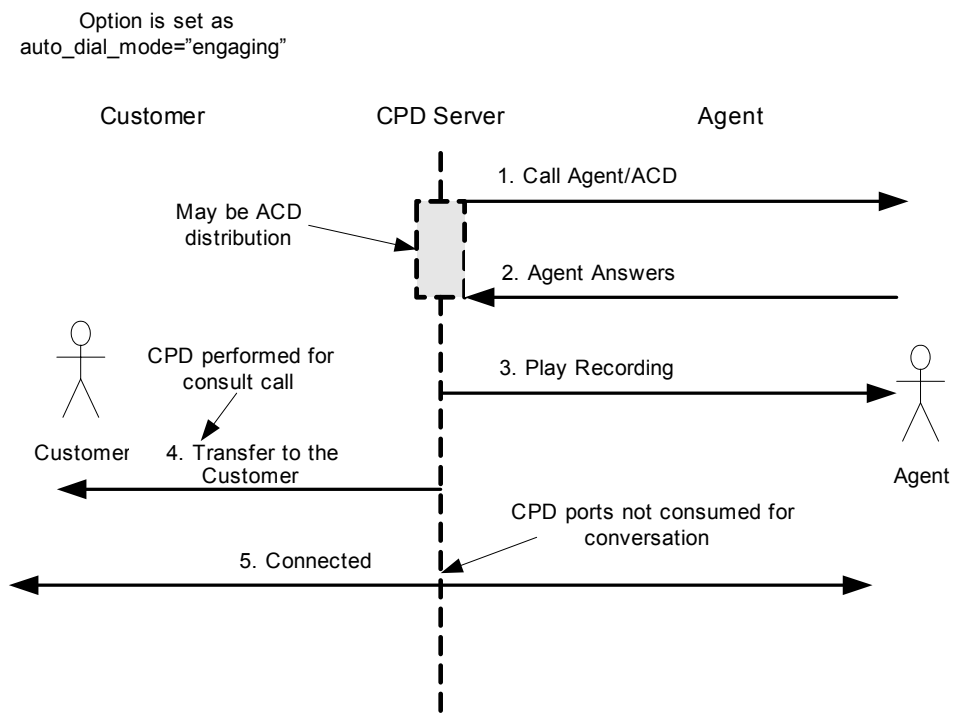 Option is set as
auto_dial_mode=”engaging”
Customer
CPD Server
Agent
1. Call Agent/ACD
May be ACD
distribution
2. Agent Answers
CPD performed for
consult call
3. Play Recording
Customer
4. Transfer to the
Customer
Agent
CPD ports not consumed for
conversation
5. Connected